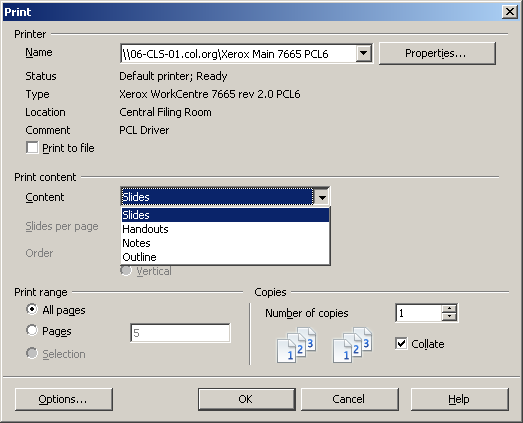 Print
Printer
Name \\06-CLS-01.col.org\Xerox Main 7665 PCL6 Properties...
Status Default printer; Ready
Type Xerox WorkCentre 7665 rev 2.0 PCL6
Location Central Filing Room
Comment PCL Driver
Print to file
Print content
Content Slides
Slides
Slides per page Handouts
Notes
Order Outline
Vertical
Print range Copies
All pages Number of copies 1
Pages 5
1 2 3 1 2 3 Collate
Selection
Options... OK Cancel Help